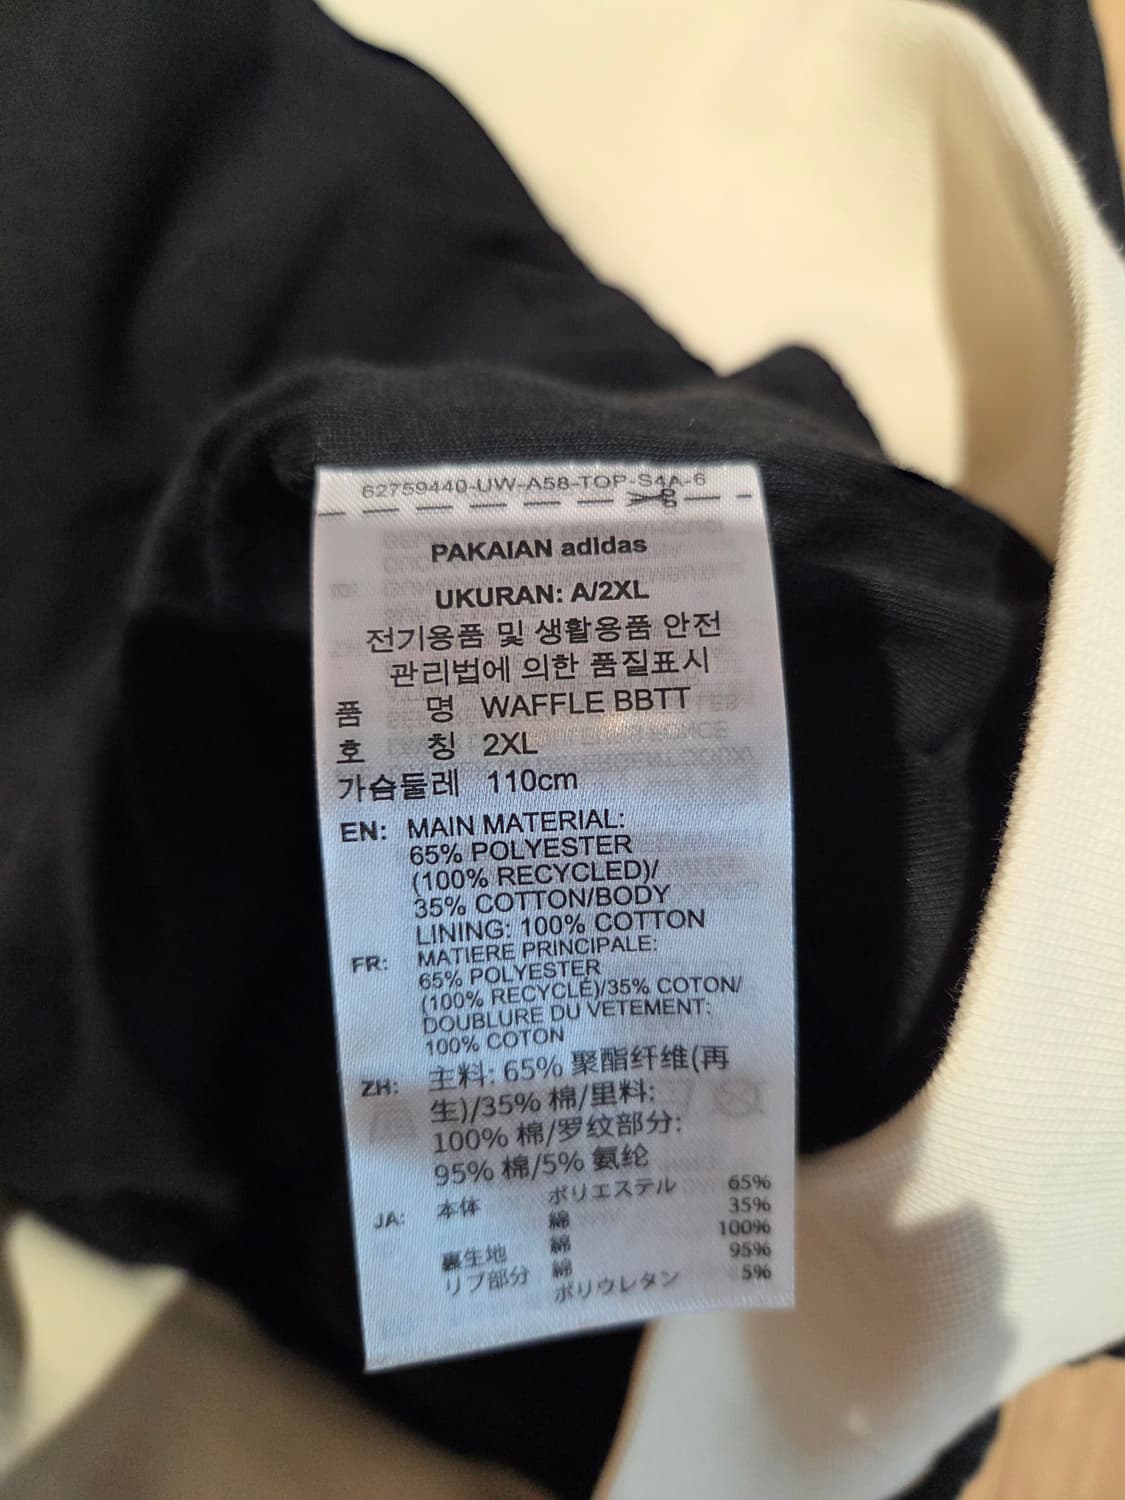 62759440-UW-A58-TOP-S4A-6
PAKAIAN adidas
UKURAN: A/2XL
전기용품 및 생활용품 안전
관리법에 의한 품질표시
품 명 WAFFLE BBTT
호 칭 2XL
가슴둘레 110cm
EN: MAIN MATERIAL:
65% POLYESTER
(100% RECYCLED)/
35% COTTON/BODY
LINING: 100% COTTON
FR: MATIERE PRINCIPALE:
65% POLYESTER
(100% RECYCLÉ)/35% COTON/
DOUBLURE DU VETEMENT:
100% COTON
ZH: 主料: 65% 聚酯纤维(再
生)/35% 棉/里料:
100% 棉/罗纹部分:
95% 棉/5% 氨纶
JA: 本体 ポリエステル 65%
綿 35%
裏生地 綿 100%
リブ部分 綿 95%
ポリウレタン 5%